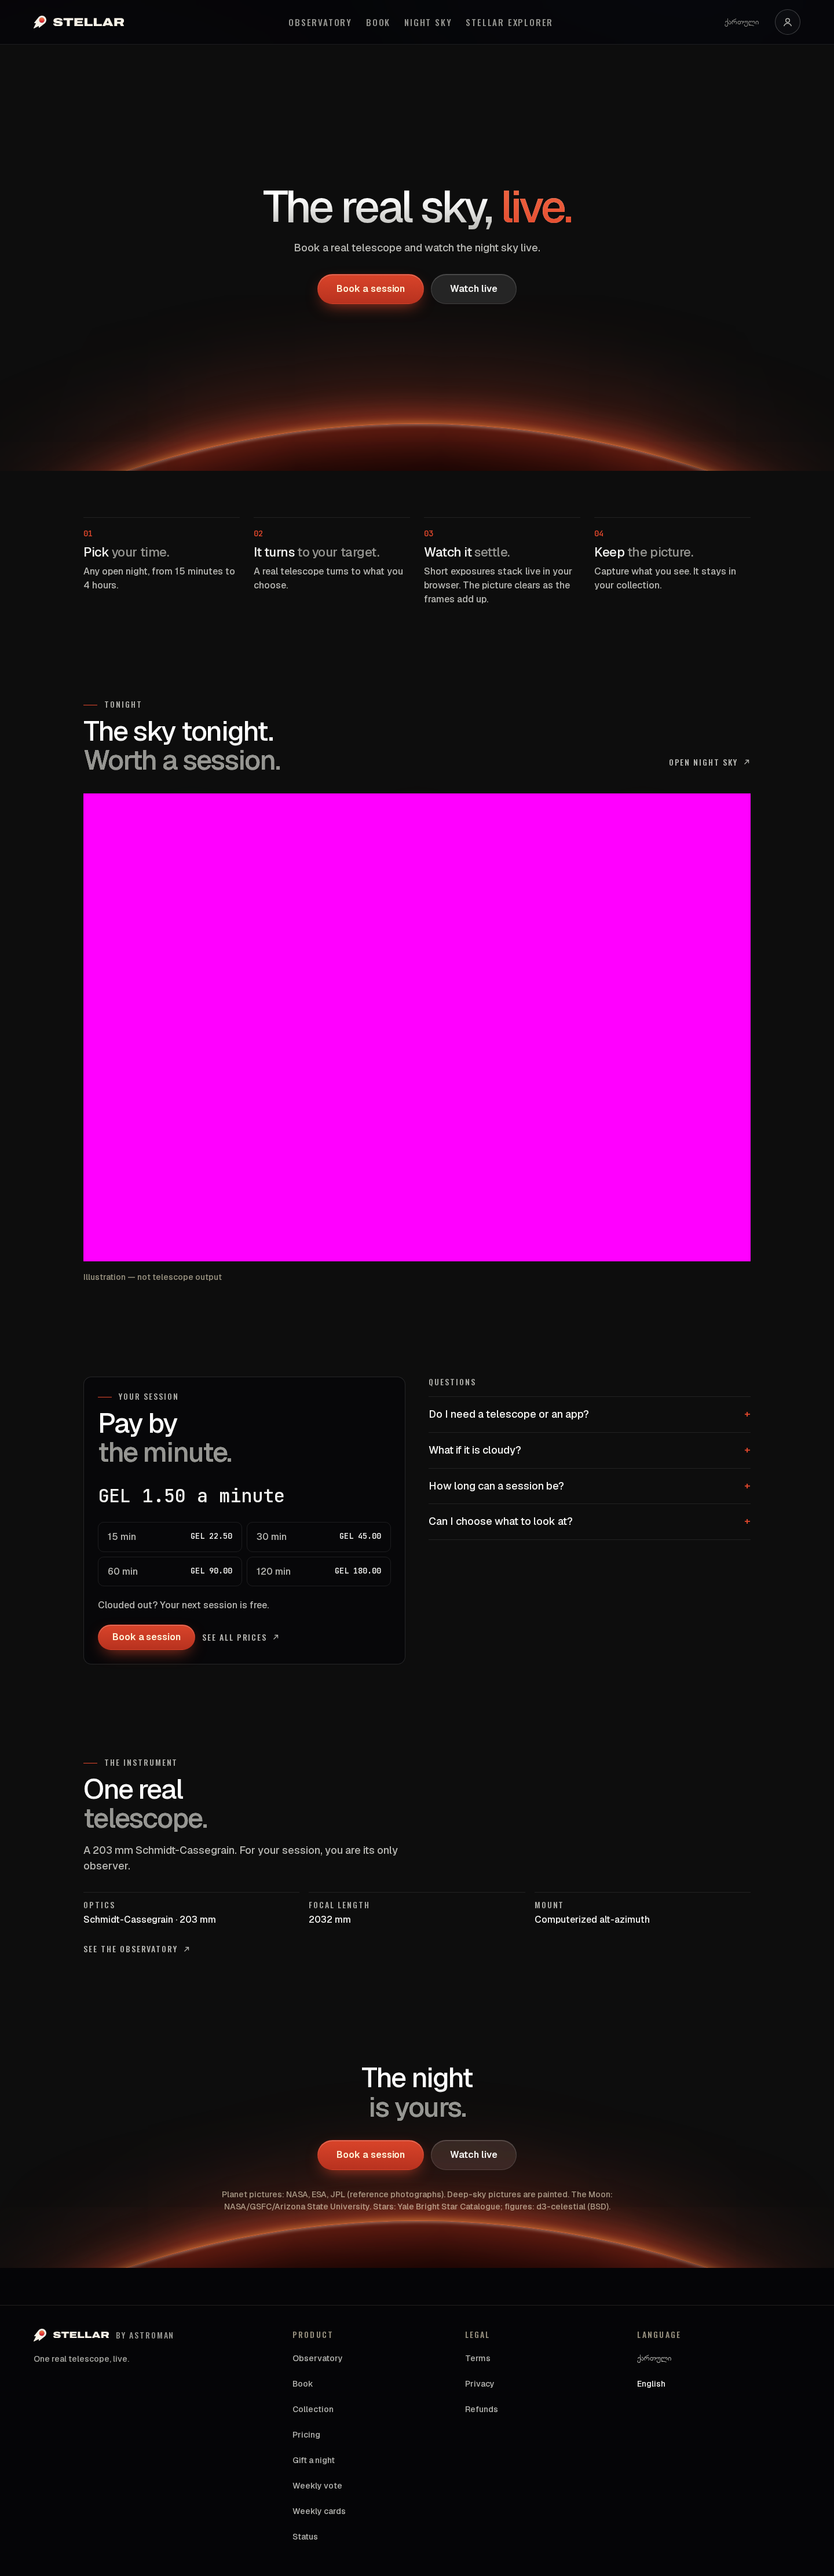 STELLAR
OBSERVATORY BOOK NIGHT SKY STELLAR EXPLORER
ქართული
The real sky, live.
Book a real telescope and watch the night sky live.
Book a session
Watch live
01
Pick your time.
Any open night, from 15 minutes to
4 hours.
02
It turns to your target.
A real telescope turns to what you
choose.
03
Watch it settle.
Short exposures stack live in your
browser. The picture clears as the
frames add up.
04
Keep the picture.
Capture what you see. It stays in
your collection.
TONIGHT
The sky tonight.
Worth a session.
OPEN NIGHT SKY ↗
Illustration — not telescope output
YOUR SESSION
Pay by
the minute.
GEL 1.50 a minute
15 min GEL 22.50
30 min GEL 45.00
60 min GEL 90.00
120 min GEL 180.00
Clouded out? Your next session is free.
Book a session
SEE ALL PRICES ↗
QUESTIONS
Do I need a telescope or an app? +
What if it is cloudy? +
How long can a session be? +
Can I choose what to look at? +
THE INSTRUMENT
One real
telescope.
A 203 mm Schmidt-Cassegrain. For your session, you are its only
observer.
OPTICS
Schmidt-Cassegrain · 203 mm
FOCAL LENGTH
2032 mm
MOUNT
Computerized alt-azimuth
SEE THE OBSERVATORY ↗
The night
is yours.
Book a session
Watch live
Planet pictures: NASA, ESA, JPL (reference photographs). Deep-sky pictures are painted. The Moon:
NASA/GSFC/Arizona State University. Stars: Yale Bright Star Catalogue; figures: d3-celestial (BSD).
STELLAR BY ASTROMAN
One real telescope, live.
PRODUCT
Observatory
Book
Collection
Pricing
Gift a night
Weekly vote
Weekly cards
Status
LEGAL
Terms
Privacy
Refunds
LANGUAGE
ქართული
English